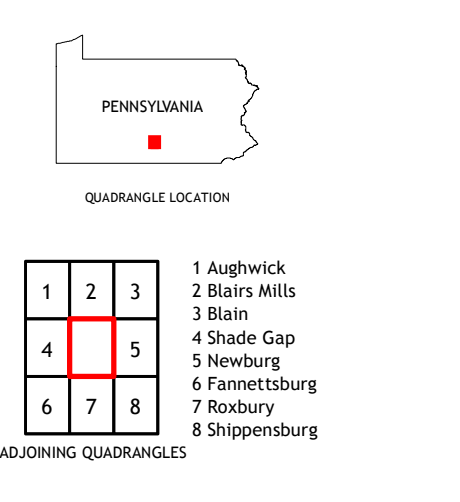 PENNSYLVANIA
QUADRANGLE LOCATION
1 2 3
4 5
6 7 8
1 Aughwick
2 Blairs Mills
3 Blain
4 Shade Gap
5 Newburg
6 Fannettsburg
7 Roxbury
8 Shippensburg
ADJOINING QUADRANGLES